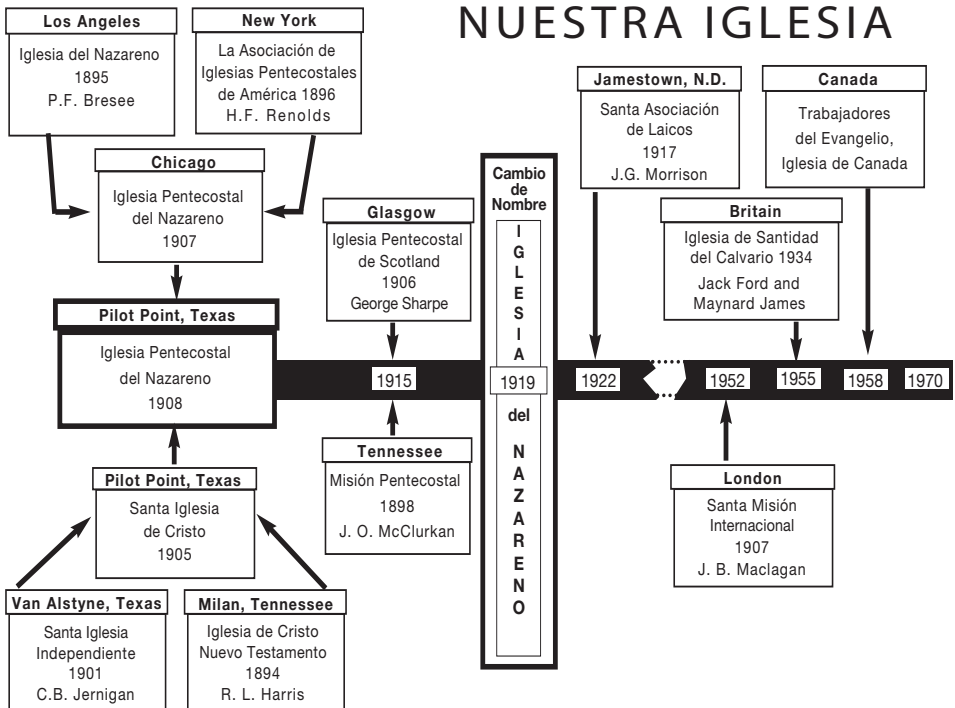 NUESTRA IGLESIA
Los Angeles
Iglesia del Nazareno
1895
P.F. Bresee
New York
La Asociación de
Iglesias Pentecostales
de América 1896
H.F. Renolds
Chicago
Iglesia Pentecostal
del Nazareno
1907
Pilot Point, Texas
Iglesia Pentecostal
del Nazareno
1908
Pilot Point, Texas
Santa Iglesia
de Cristo
1905
Van Alstyne, Texas
Santa Iglesia
Independiente
1901
C.B. Jernigan
Milan, Tennessee
Iglesia de Cristo
Nuevo Testamento
1894
R. L. Harris
Glasgow
Iglesia Pentecostal
de Scotland
1906
George Sharpe
1915
Tennessee
Misión Pentecostal
1898
J. O. McClurkan
Cambio
de
Nombre
IGLESIA
1919
del
NAZARENO
Jamestown, N.D.
Santa Asociación
de Laicos
1917
J.G. Morrison
1922
Canada
Trabajadores
del Evangelio,
Iglesia de Canada
Britain
Iglesia de Santidad
del Calvario 1934
Jack Ford and
Maynard James
1952
1955
1958
1970
London
Santa Misión
Internacional
1907
J. B. Maclagan